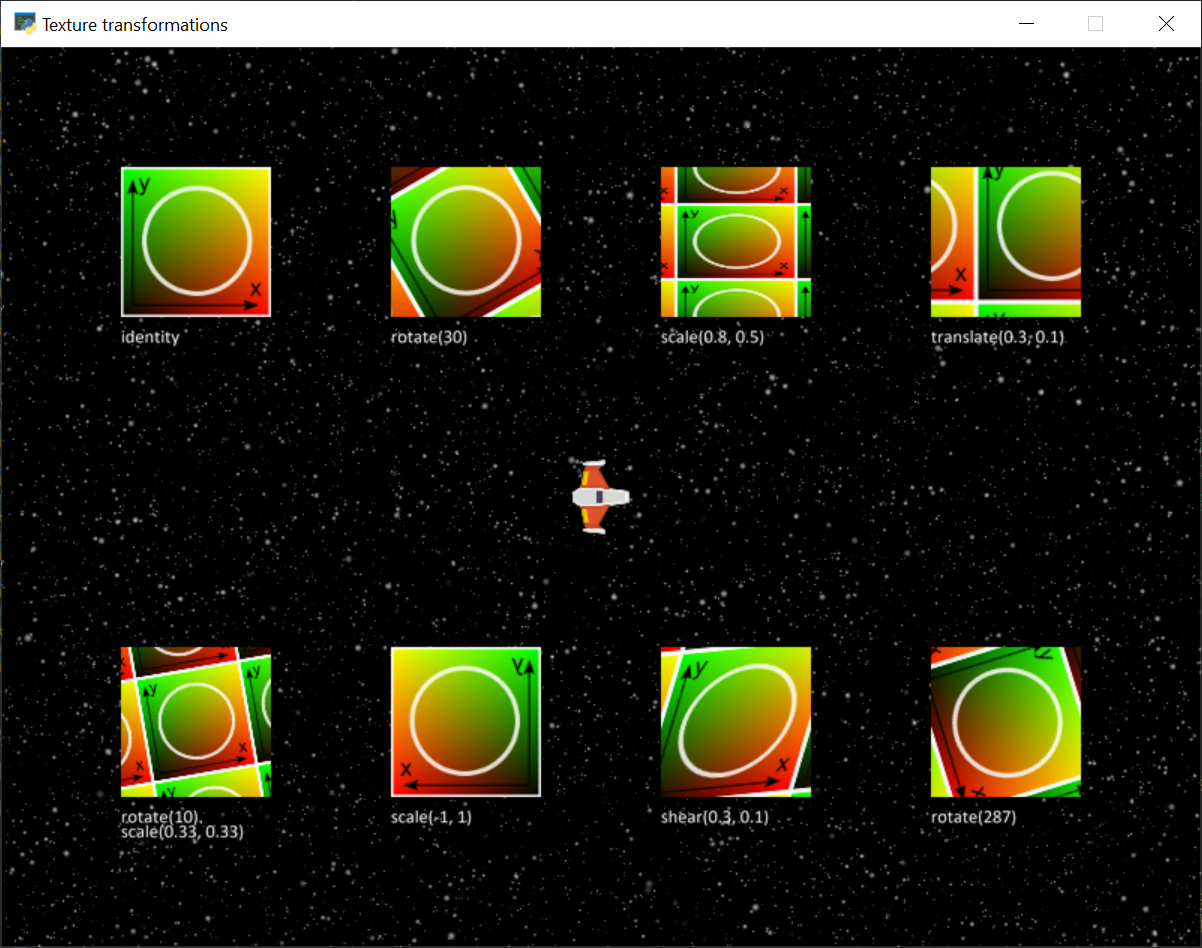 Texture transformations
y
x
identity
y
x
rotate(30)
x
x
y
x
x
y
scale(0.8, 0.5)
y
x
y
translate(0.3, 0.1)
x
y
y
x
x
y
rotate(10),
scale(0.33, 0.33)
y
x
scale(-1, 1)
y
x
shear(0.3, 0.1)
y
x
rotate(287)